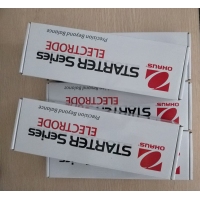 OHAUS
STARTER Series
ELECTRODE
Precision Beyond Balance
OHAUS
STARTER Series
ELECTRODE
Precision Beyond Balance